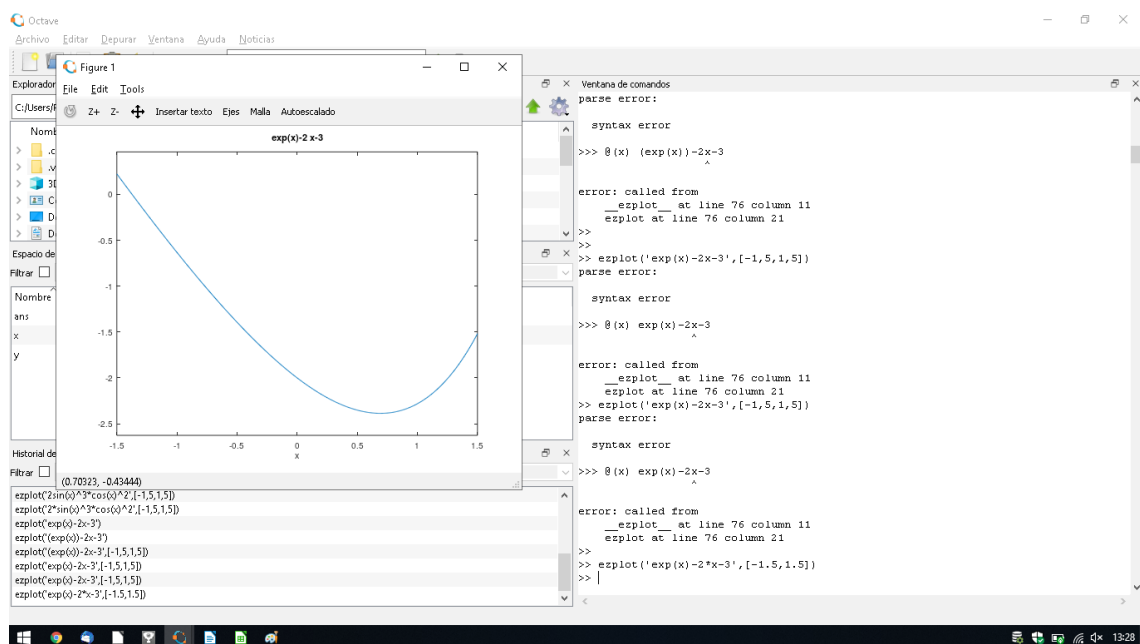 Octave
Archivo Editar Depurar Ventana Ayuda Noticias
Figure 1
File Edit Tools
Z+ Z- Insertar texto Ejes Malla Autoescalado
exp(x)-2 x-3
0
-0.5
-1
-1.5
-2
-2.5
-1.5 -1 -0.5 0 0.5 1 1.5
x
(0.70323, -0.43444)
Explorador
C:/Users/
Espacio de
Filtrar
Nombre
ans
x
y
Historial de
Filtrar
ezplot('2sin(x)^3*cos(x)^2',[-1,5,1,5])
ezplot('2*sin(x)^3*cos(x)^2',[-1,5,1,5])
ezplot('exp(x)-2x-3')
ezplot('(exp(x))-2x-3')
ezplot('(exp(x))-2x-3',[-1,5,1,5])
ezplot('exp(x)-2x-3',[-1,5,1,5])
ezplot('exp(x)-2x-3',[-1,5,1,5])
ezplot('exp(x)-2*x-3',[-1.5,1.5])
Ventana de comandos
parse error:
syntax error
>>> @(x) (exp(x))-2x-3
^
error: called from
__ezplot__ at line 76 column 11
ezplot at line 76 column 21
>>
>>
>> ezplot('exp(x)-2x-3',[-1,5,1,5])
parse error:
syntax error
>>> @(x) exp(x)-2x-3
^
error: called from
__ezplot__ at line 76 column 11
ezplot at line 76 column 21
>> ezplot('exp(x)-2x-3',[-1,5,1,5])
parse error:
syntax error
>>> @(x) exp(x)-2x-3
^
error: called from
__ezplot__ at line 76 column 11
ezplot at line 76 column 21
>>
>> ezplot('exp(x)-2*x-3',[-1.5,1.5])
>>
13:28